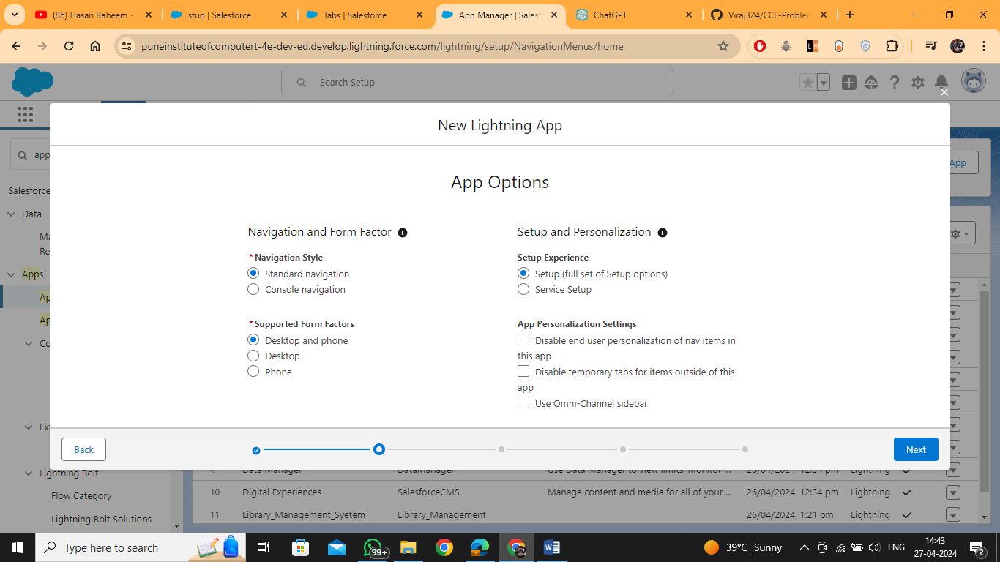 (86) Hasan Raheem -
stud | Salesforce
Tabs | Salesforce
App Manager | Salesf
ChatGPT
Viraj324/CCL-Problem
puneinstituteofcomputert-4e-dev-ed.develop.lightning.force.com/lightning/setup/NavigationMenus/home
Search Setup
New Lightning App
app
App
Salesforce
Data
Ma
Re
Apps
Ap
Ap
Co
Ex
Lightning Bolt
Flow Category
Lightning Bolt Solutions
App Options
Navigation and Form Factor
*Navigation Style
Standard navigation
Console navigation
*Supported Form Factors
Desktop and phone
Desktop
Phone
Setup and Personalization
Setup Experience
Setup (full set of Setup options)
Service Setup
App Personalization Settings
Disable end user personalization of nav items in
this app
Disable temporary tabs for items outside of this
app
Use Omni-Channel sidebar
Back
Next
9 Data Manager DataManager Use Data Manager to view limits, monitor ... 26/04/2024, 12:34 pm Lightning
10 Digital Experiences SalesforceCMS Manage content and media for all of your ... 26/04/2024, 12:34 pm Lightning
11 Library_Management_Syetem Library_Management 26/04/2024, 1:21 pm Lightning
Type here to search
99+
39°C Sunny
ENG
14:43
27-04-2024
2